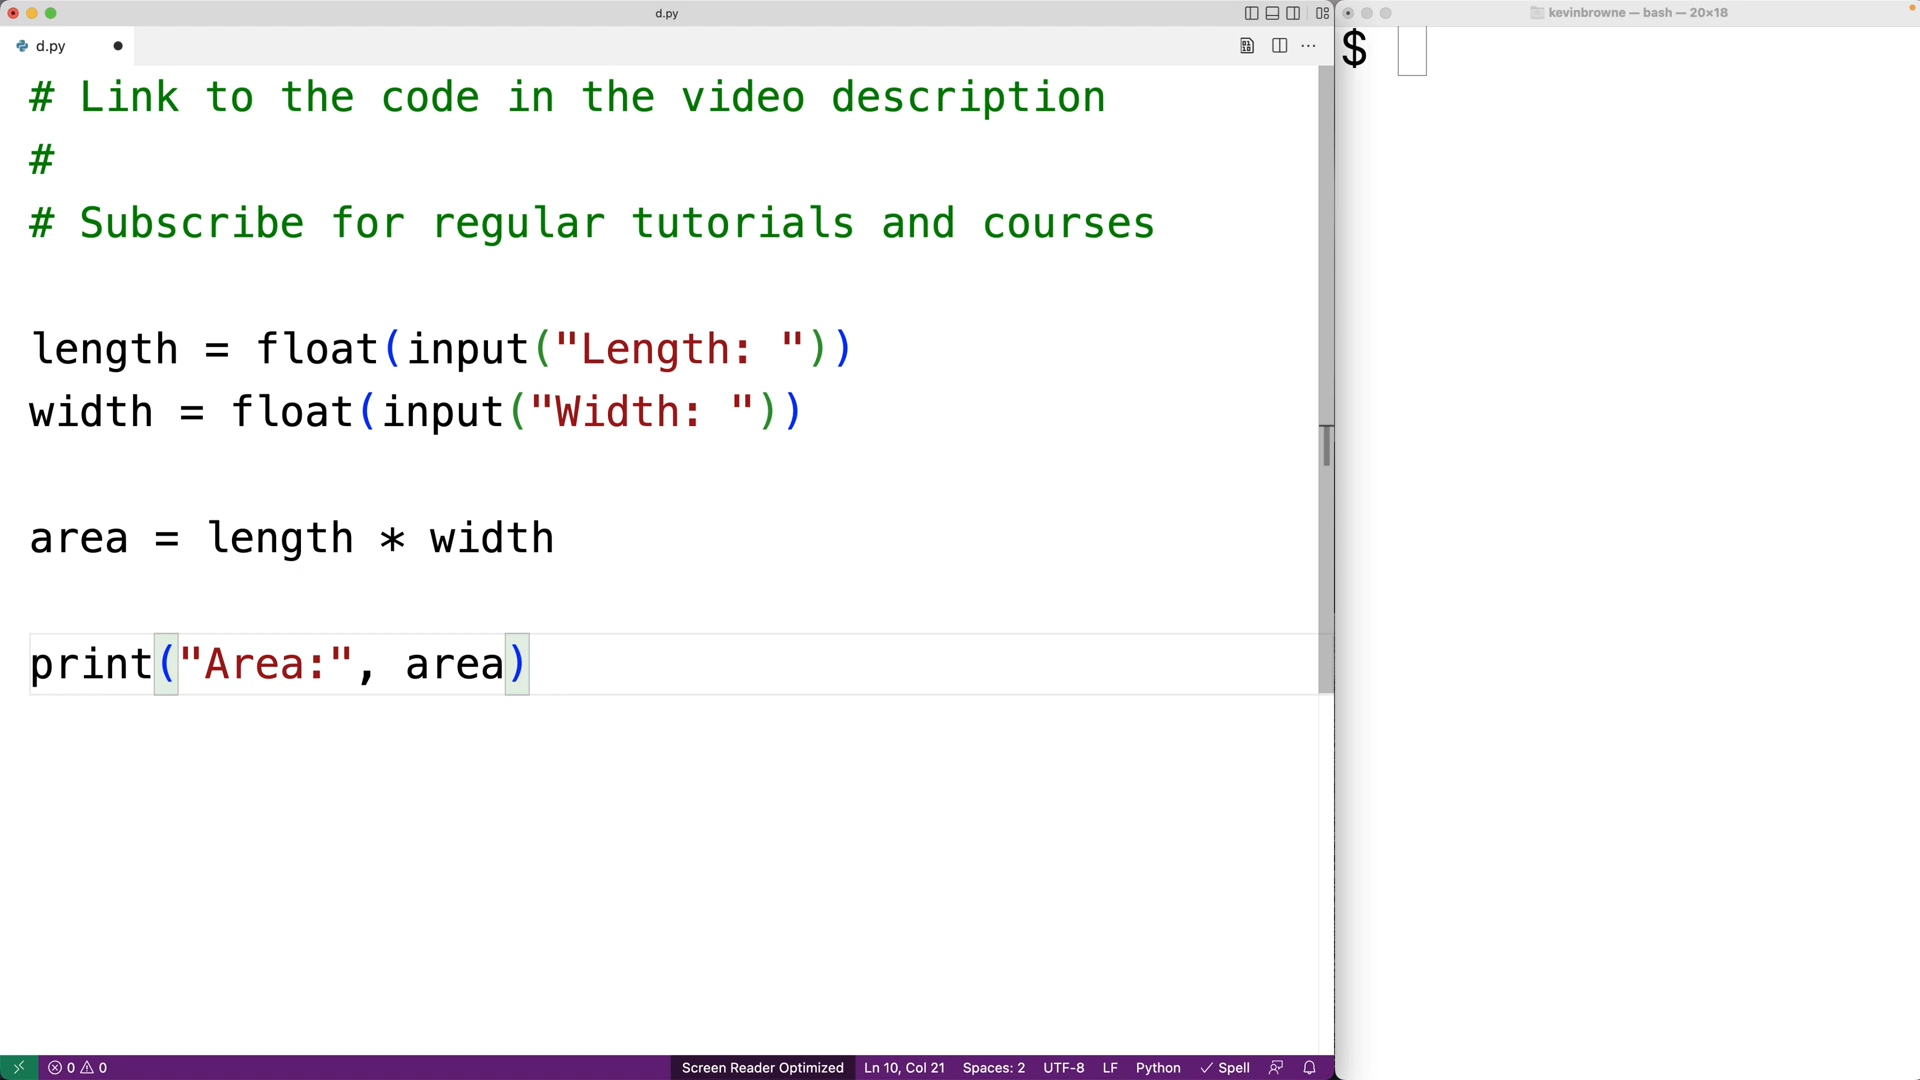 d.py
kevinbrowne — bash — 20×18
d.py
$
# Link to the code in the video description
#
# Subscribe for regular tutorials and courses
length = float(input("Length: "))
width = float(input("Width: "))
area = length * width
print("Area:", area)
0 0 Screen Reader Optimized Ln 10, Col 21 Spaces: 2 UTF-8 LF Python Spell